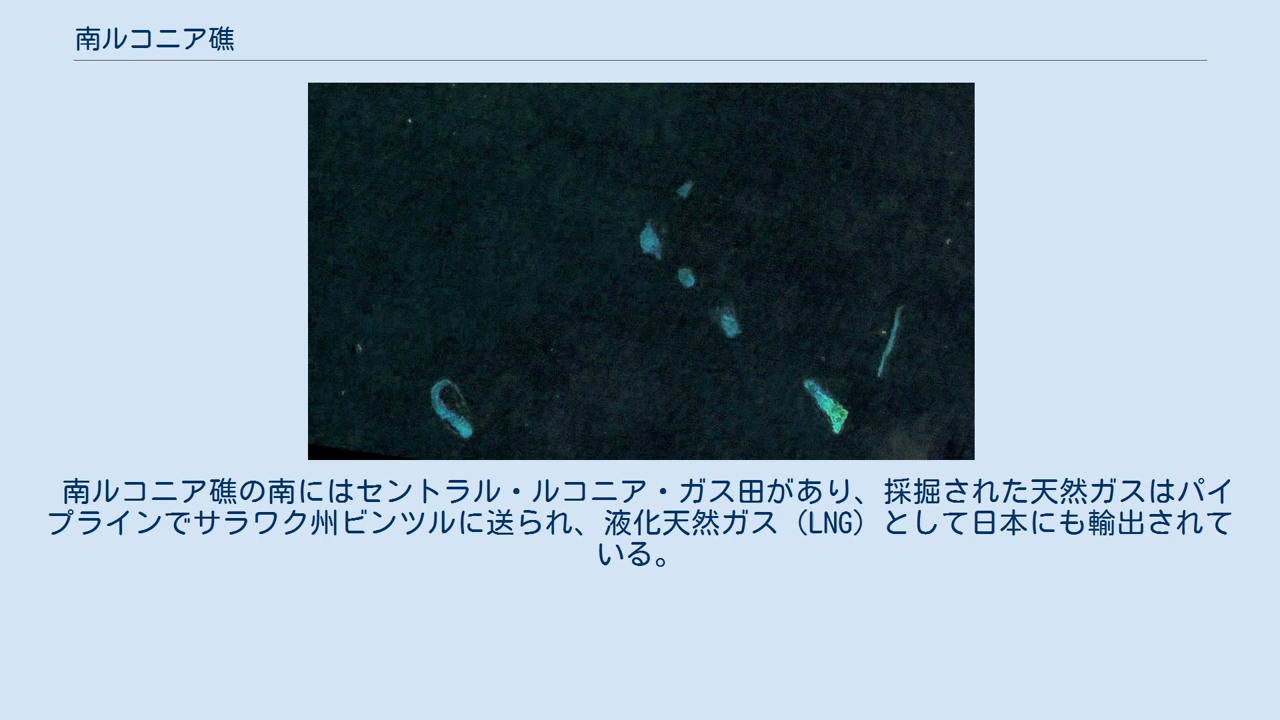 南ルコニア礁
南ルコニア礁の南にはセントラル・ルコニア・ガス田があり、採掘された天然ガスはパイ
プラインでサラワク州ビンツルに送られ、液化天然ガス（LNG）として日本にも輸出されて
いる。